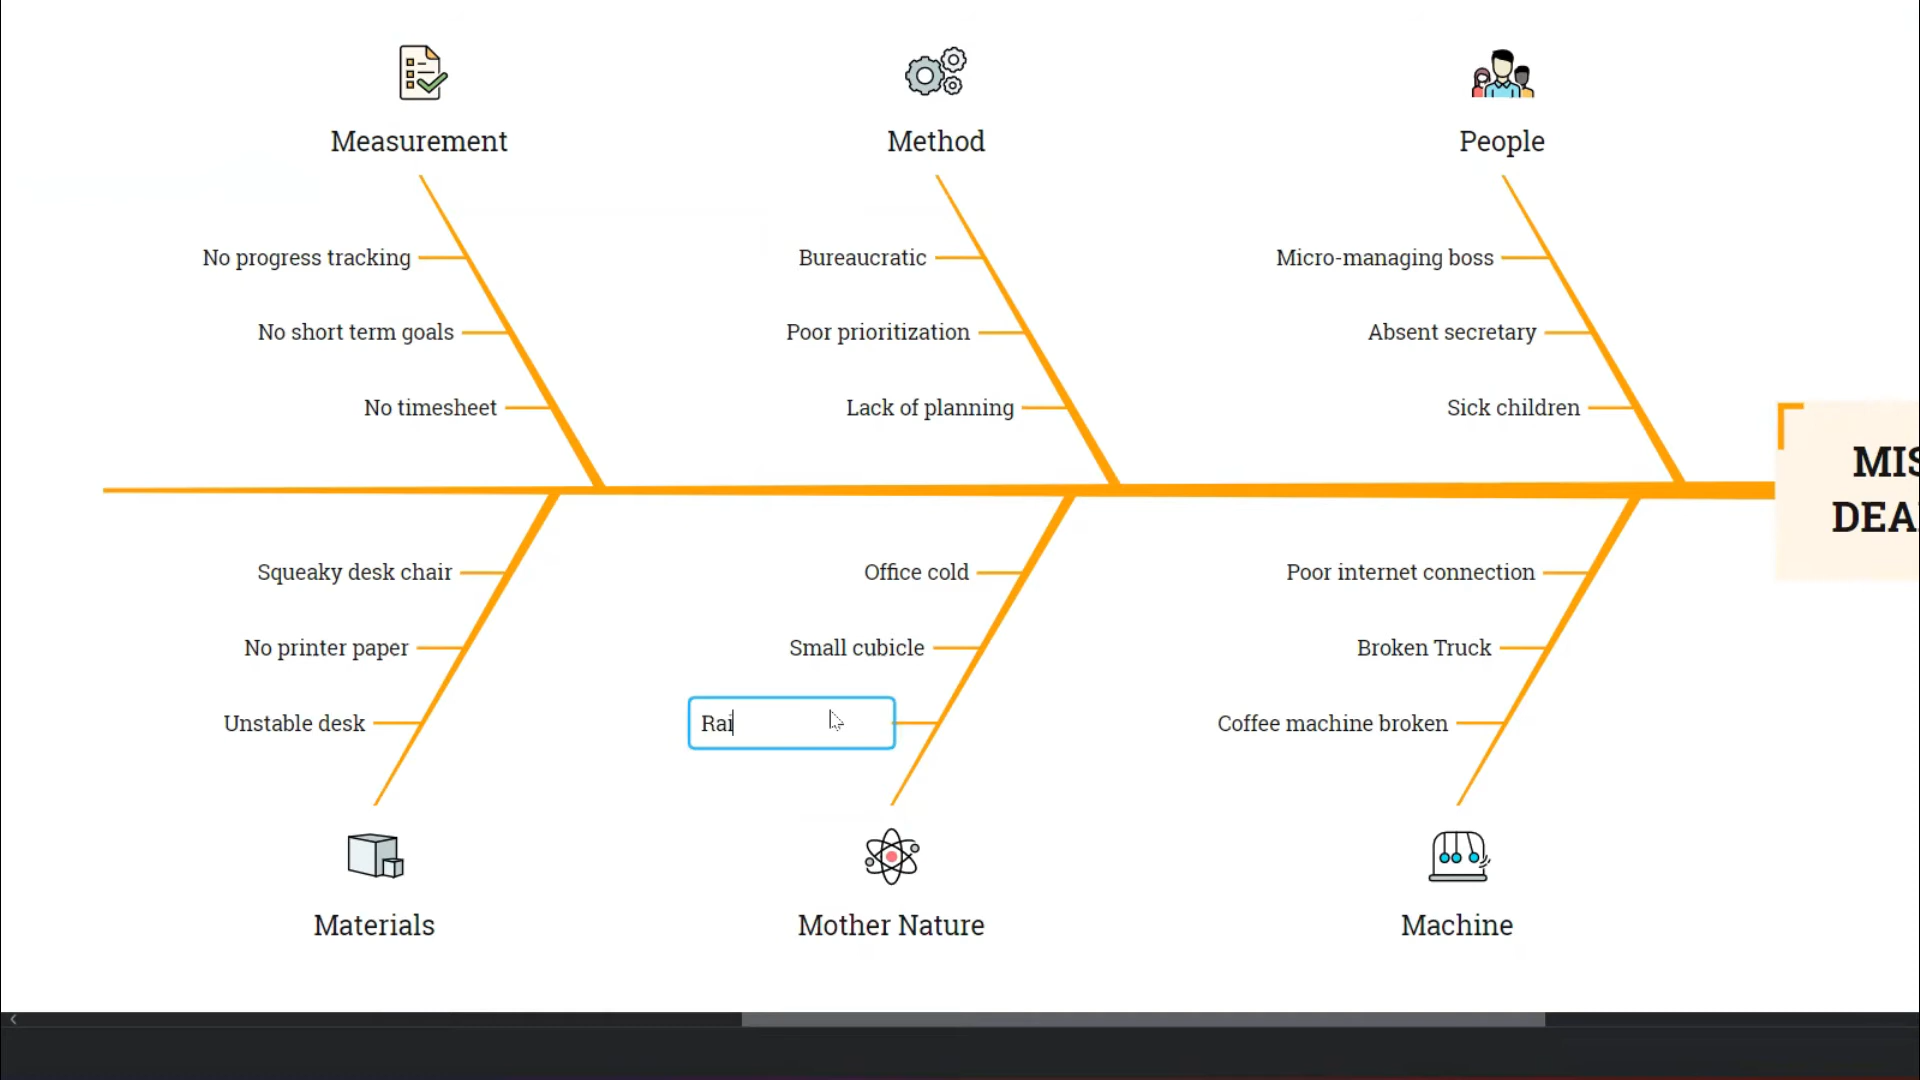 Measurement
Method
People
No progress tracking
Bureaucratic
Micro-managing boss
No short term goals
Poor prioritization
Absent secretary
No timesheet
Lack of planning
Sick children
MIS
DEA
Squeaky desk chair
Office cold
Poor internet connection
No printer paper
Small cubicle
Broken Truck
Unstable desk
Rai
Coffee machine broken
Materials
Mother Nature
Machine